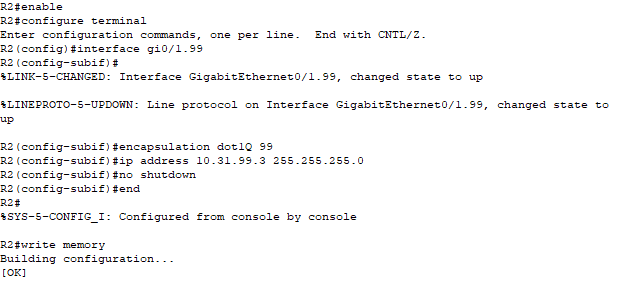 R2#enable
R2#configure terminal
Enter configuration commands, one per line.  End with CNTL/Z.
R2(config)#interface gi0/1.99
R2(config-subif)#
%LINK-5-CHANGED: Interface GigabitEthernet0/1.99, changed state to up
%LINEPROTO-5-UPDOWN: Line protocol on Interface GigabitEthernet0/1.99, changed state to
up
R2(config-subif)#encapsulation dot1Q 99
R2(config-subif)#ip address 10.31.99.3 255.255.255.0
R2(config-subif)#no shutdown
R2(config-subif)#end
R2#
%SYS-5-CONFIG_I: Configured from console by console
R2#write memory
Building configuration...
[OK]